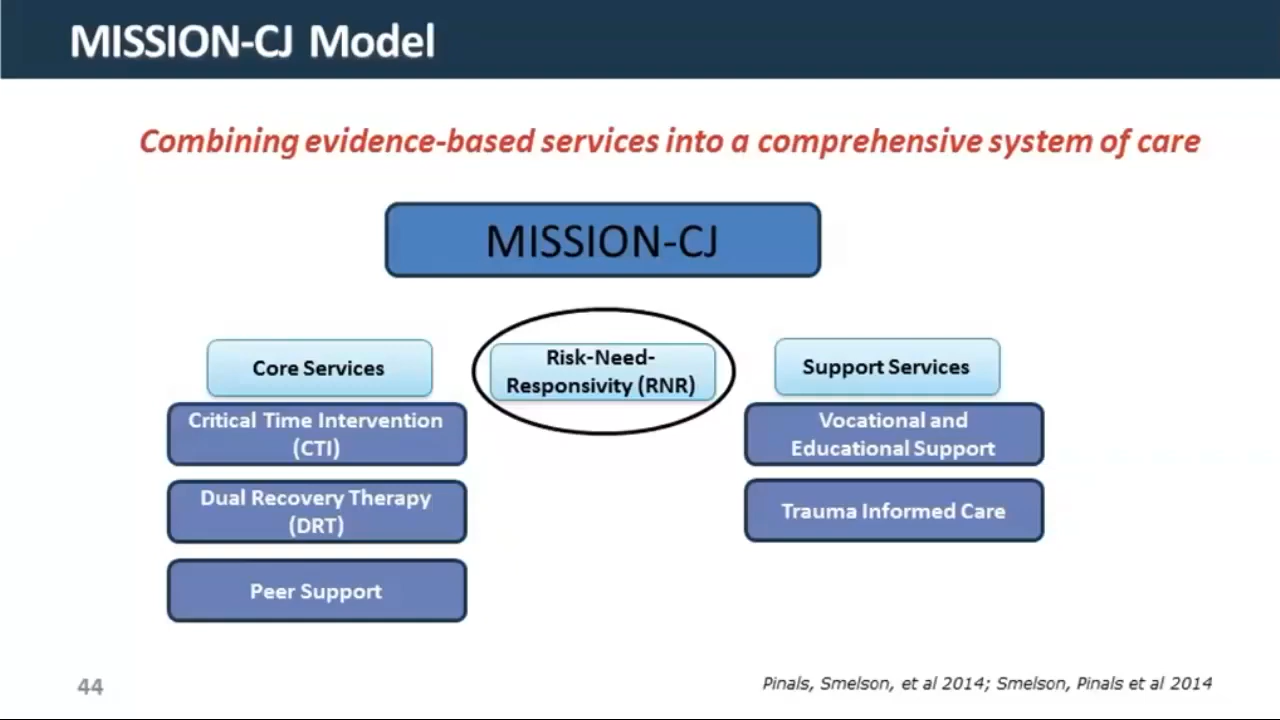 MISSION-CJ Model
Combining evidence-based services into a comprehensive system of care
MISSION-CJ
Core Services
Critical Time Intervention
(CTI)
Dual Recovery Therapy
(DRT)
Peer Support
Risk-Need-
Responsivity (RNR)
Support Services
Vocational and
Educational Support
Trauma Informed Care
44
Pinals, Smelson, et al 2014; Smelson, Pinals et al 2014